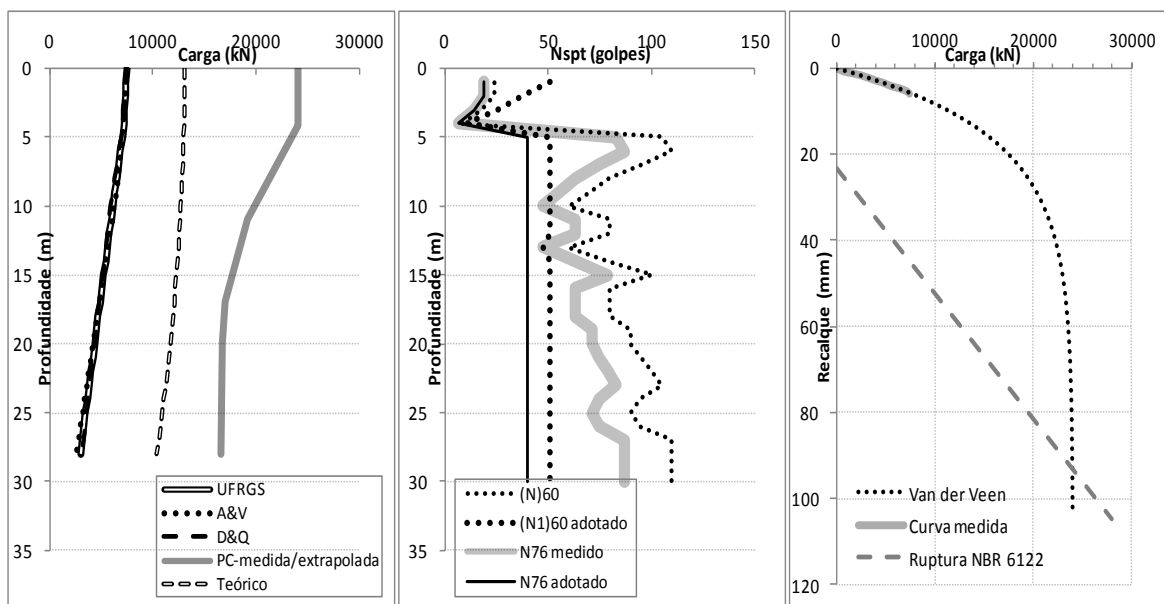 0 10000 20000 30000
Carga (kN)
0
5
10
15
20
25
30
35
Profundidade (m)
UFRGS
A&V
D&Q
PC-medida/extrapolada
Teórico
0 50 100 150
Nspt (golpes)
0
5
10
15
20
25
30
35
Profundidade (m)
(N)60
(N1)60 adotado
N76 medido
N76 adotado
0 10000 20000 30000
Carga (kN)
0
20
40
60
80
100
120
Recalque (mm)
Van der Veen
Curva medida
Ruptura NBR 6122